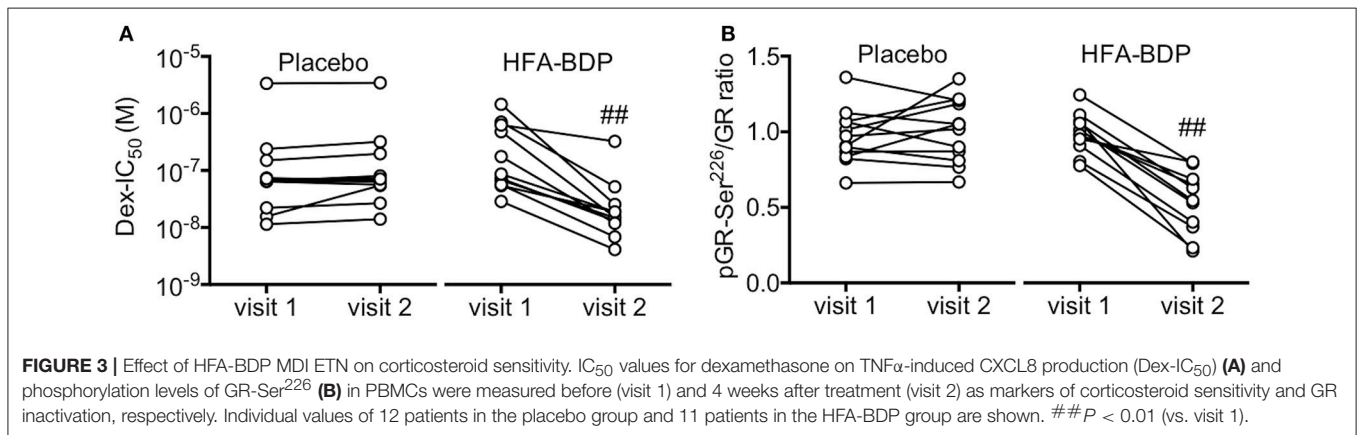 A
B
Placebo HFA-BDP
Placebo HFA-BDP
Dex-IC50 (M)
10-5
10-6
10-7
10-8
10-9
##
visit 1 visit 2 visit 1 visit 2
pGR-Ser226/GR ratio
1.5
1.0
0.5
0.0
##
visit 1 visit 2 visit 1 visit 2
FIGURE 3 | Effect of HFA-BDP MDI ETN on corticosteroid sensitivity. IC50 values for dexamethasone on TNFα-induced CXCL8 production (Dex-IC50) (A) and
phosphorylation levels of GR-Ser226 (B) in PBMCs were measured before (visit 1) and 4 weeks after treatment (visit 2) as markers of corticosteroid sensitivity and GR
inactivation, respectively. Individual values of 12 patients in the placebo group and 11 patients in the HFA-BDP group are shown. ##P < 0.01 (vs. visit 1).